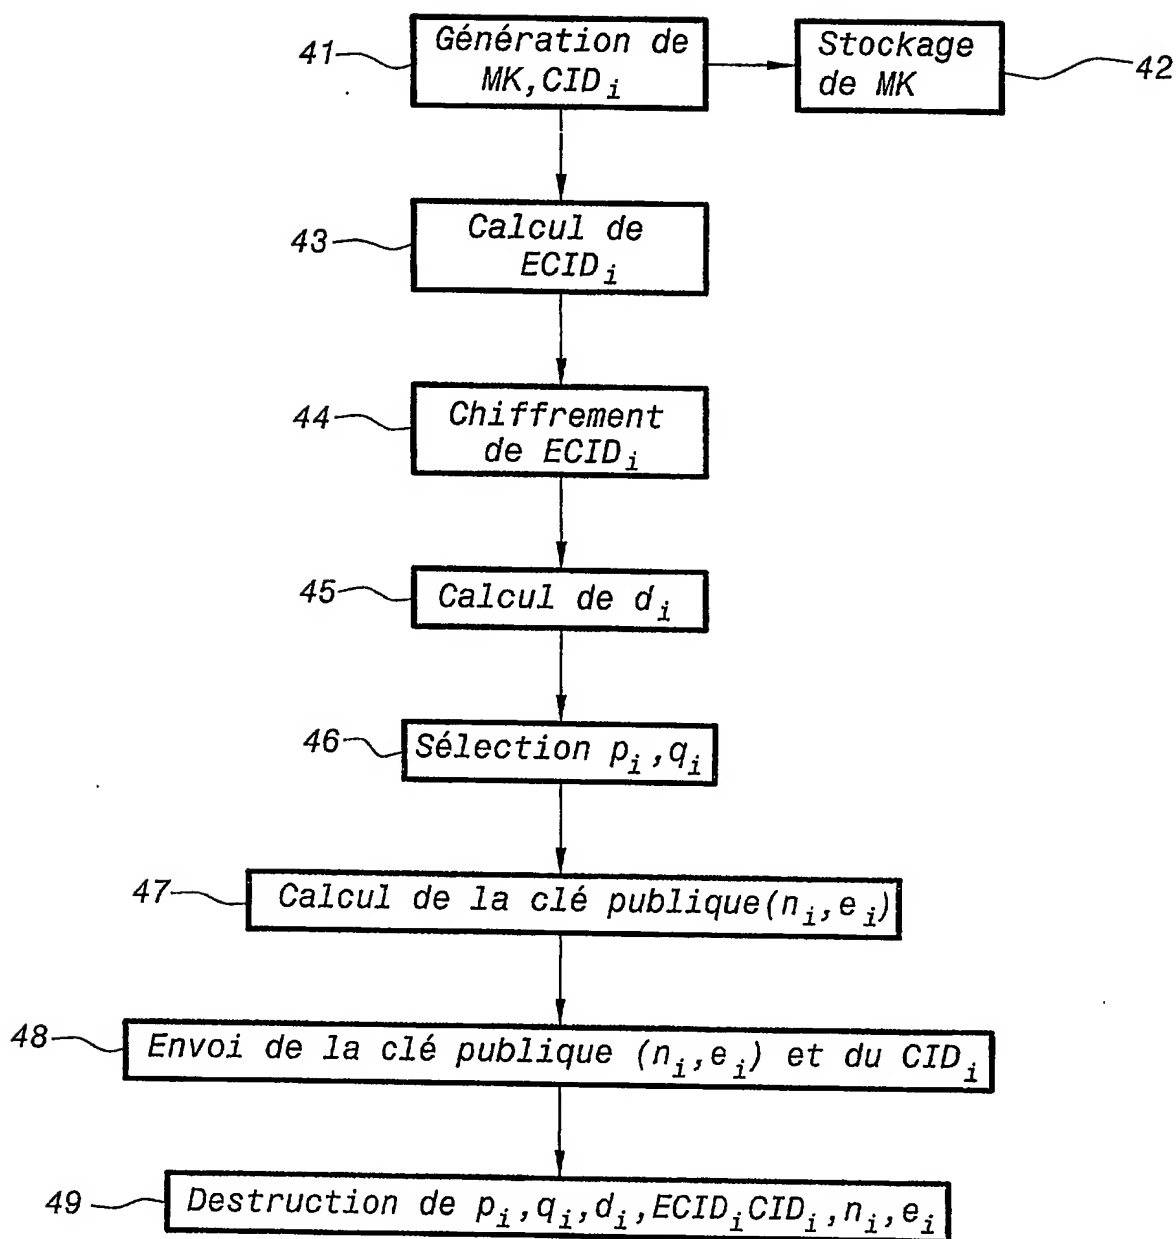 41
Génération de
MK, CIDi
Stockage
de MK
42
43
Calcul de
ECIDi
44
Chiffrement
de ECIDi
45
Calcul de di
46
Sélection pi, qi
47
Calcul de la clé publique(ni, ei)
48
Envoi de la clé publique (ni, ei) et du CIDi
49
Destruction de pi, qi, di, ECIDiCIDi, ni, ei